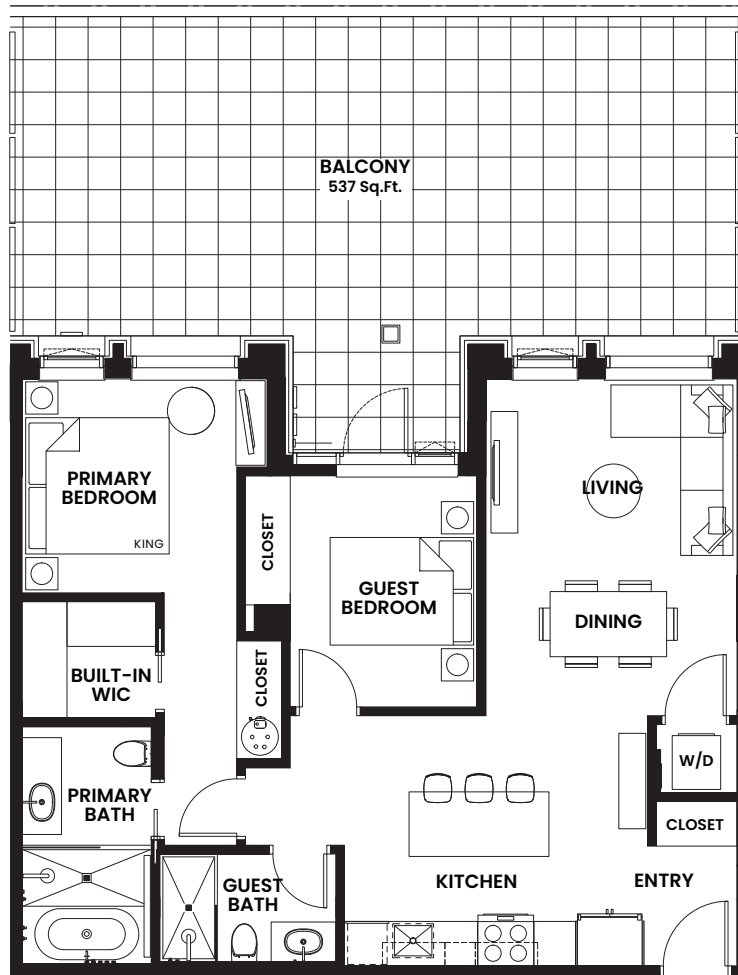 BALCONY
537 Sq.Ft.
PRIMARY
BEDROOM
KING
CLOSET
GUEST
BEDROOM
LIVING
DINING
BUILT-IN
WIC
CLOSET
PRIMARY
BATH
W/D
CLOSET
GUEST
BATH
KITCHEN
ENTRY